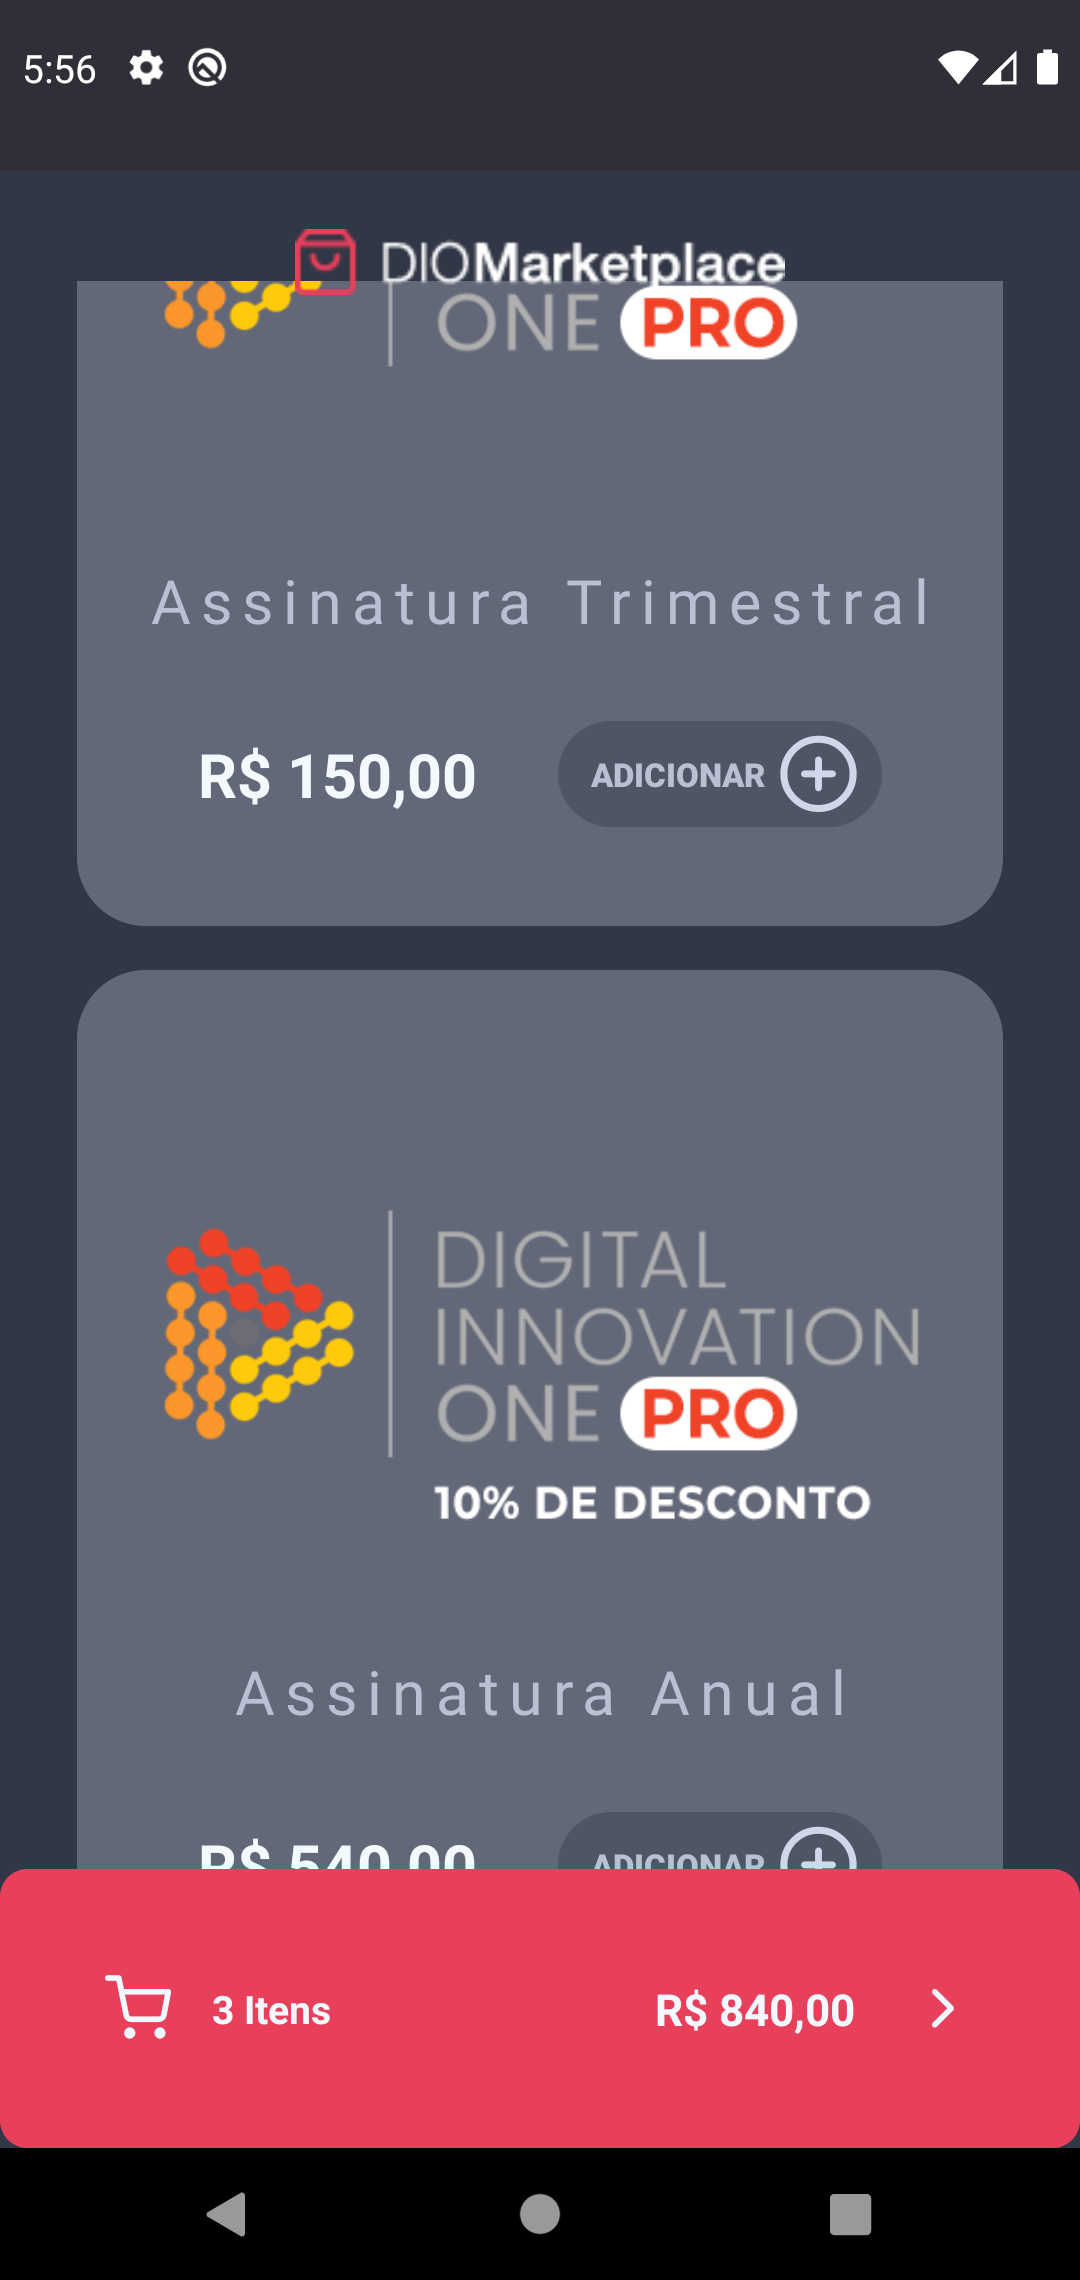 5:56
DIOMarketplace
ONE PRO
Assinatura Trimestral
R$ 150,00
ADICIONAR
DIGITAL
INNOVATION
ONE PRO
10% DE DESCONTO
Assinatura Anual
R$ 540,00
ADICIONAR
3 Itens
R$ 840,00